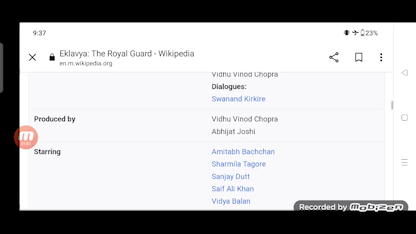 9:37
23%
Eklavya: The Royal Guard - Wikipedia
en.m.wikipedia.org
Vidhu Vinod Chopra
Dialogues:
Swanand Kirkire
Produced by
Vidhu Vinod Chopra
Abhijat Joshi
Starring
Amitabh Bachchan
Sharmila Tagore
Sanjay Dutt
Saif Ali Khan
Vidya Balan
Recorded by Mobizen